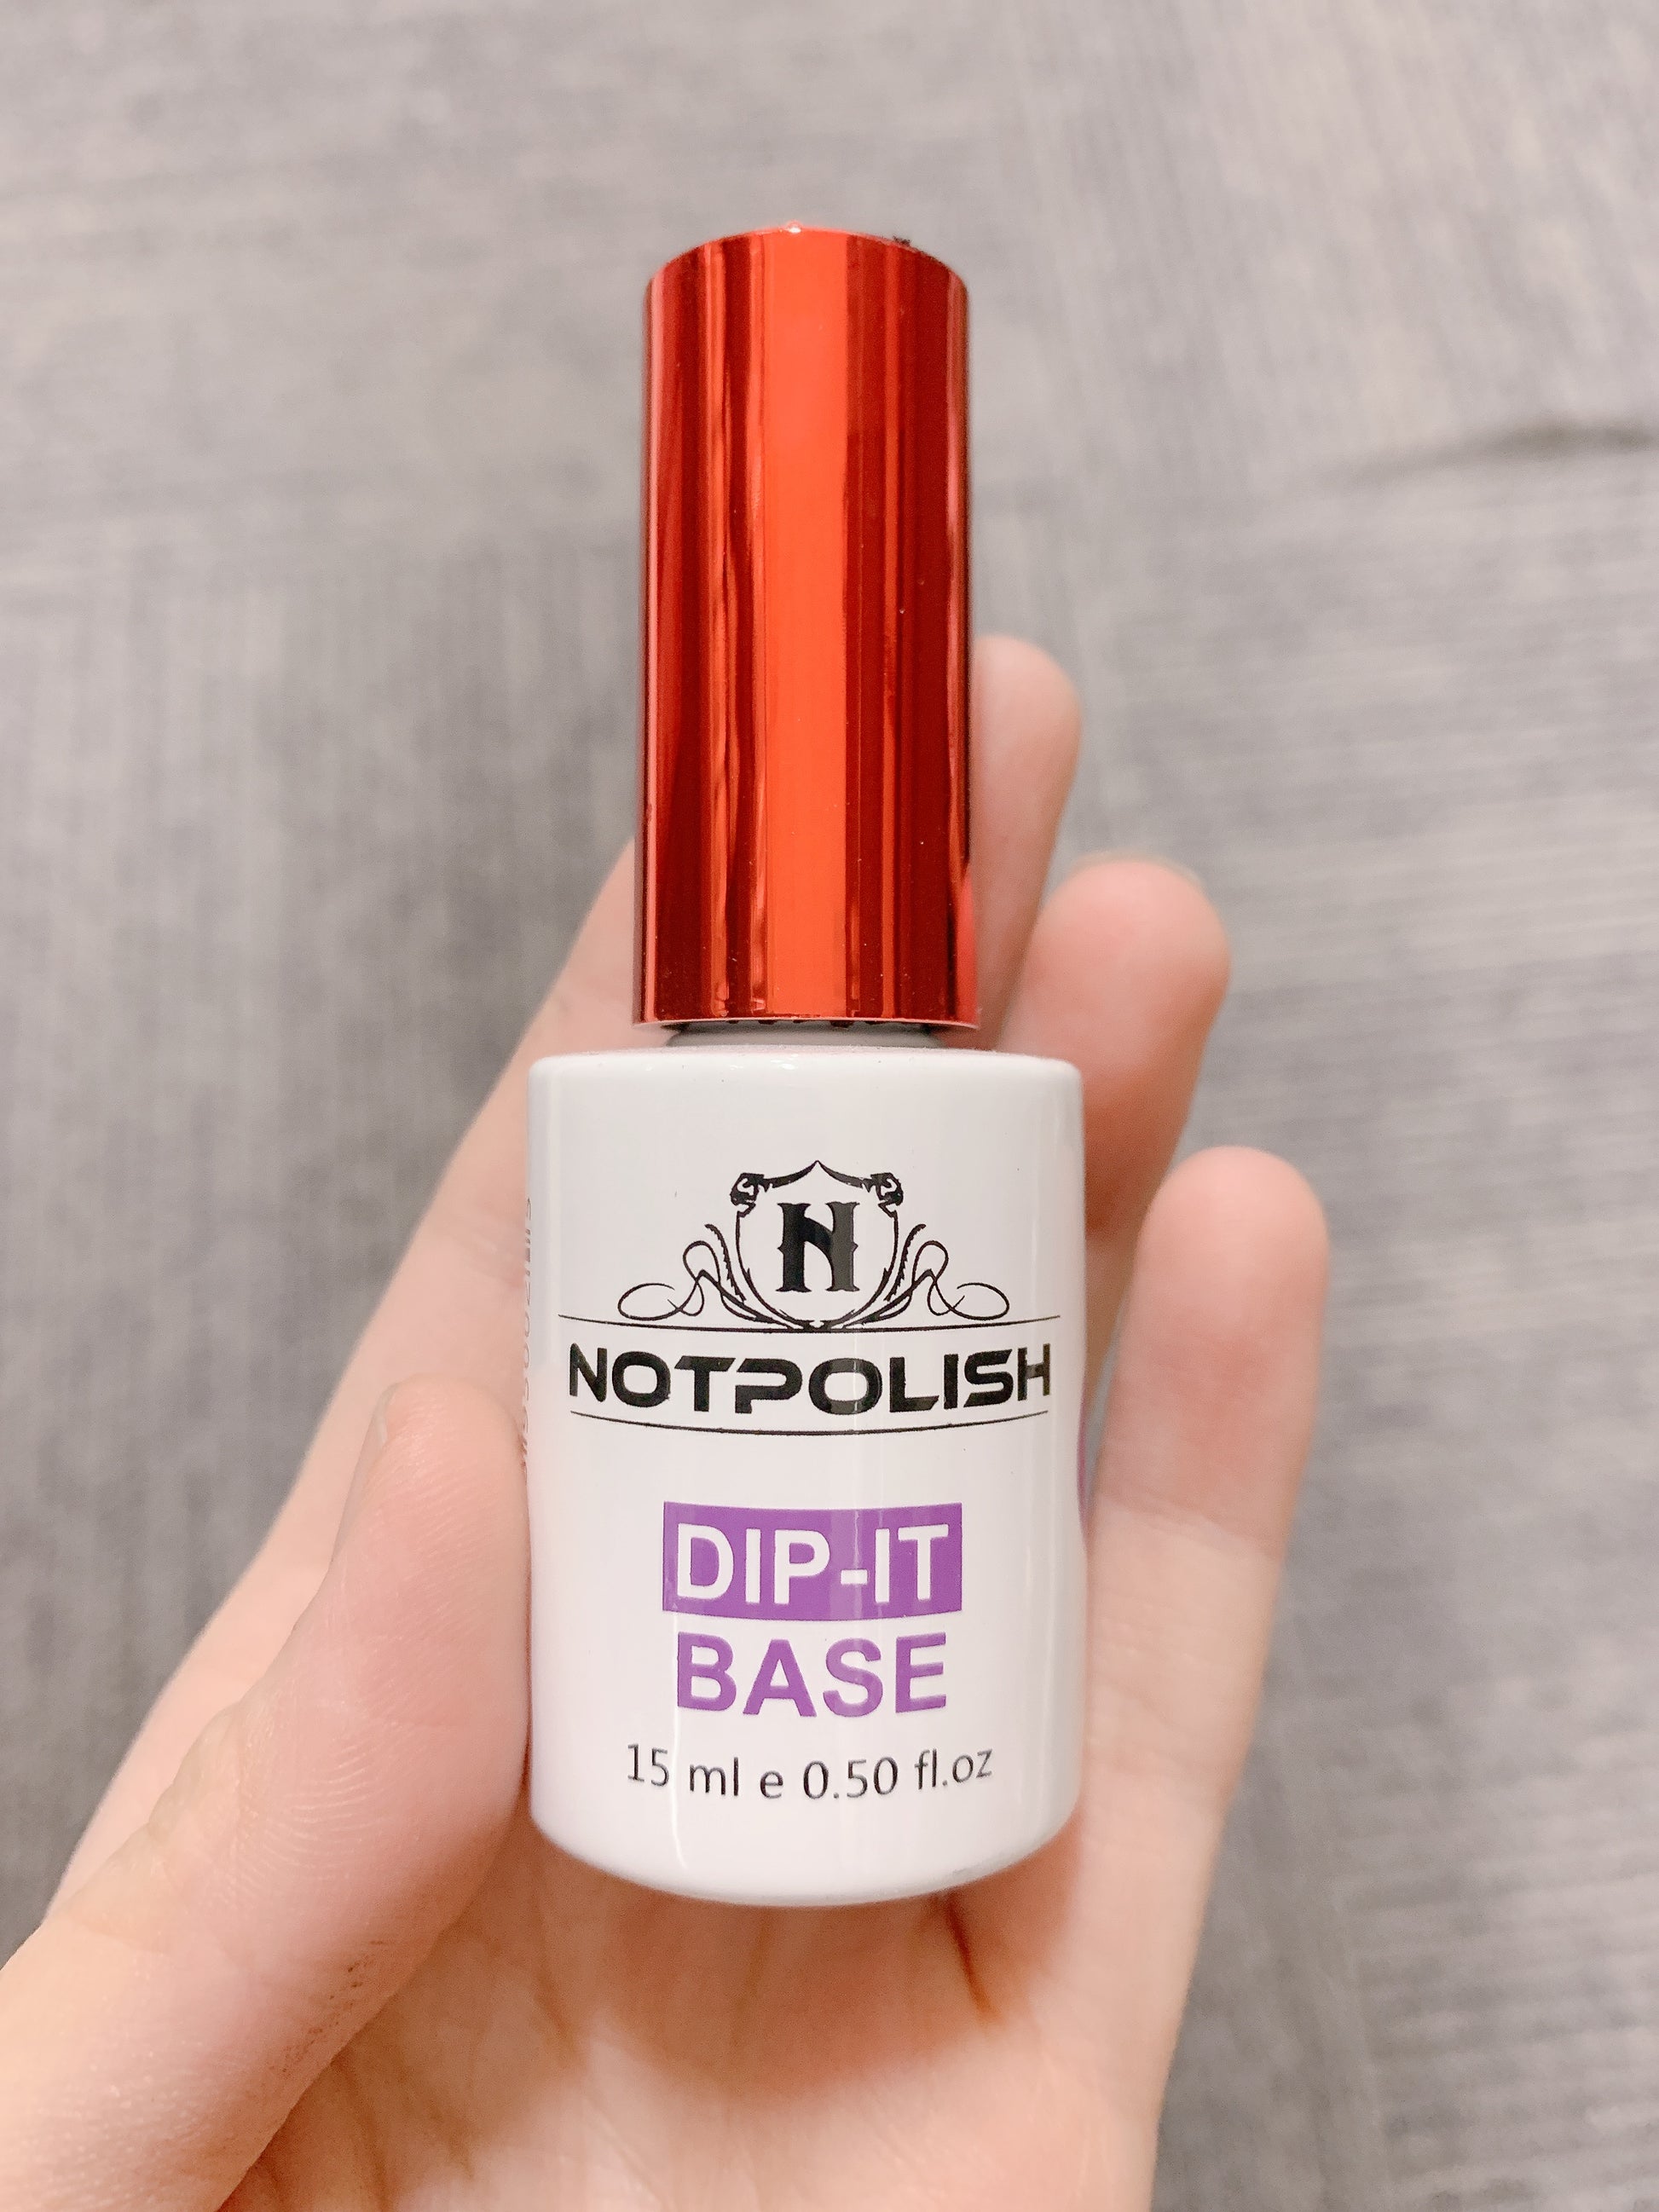 N
NOTPOLISH
DIP-IT
BASE
15 ml e 0.50 fl.oz